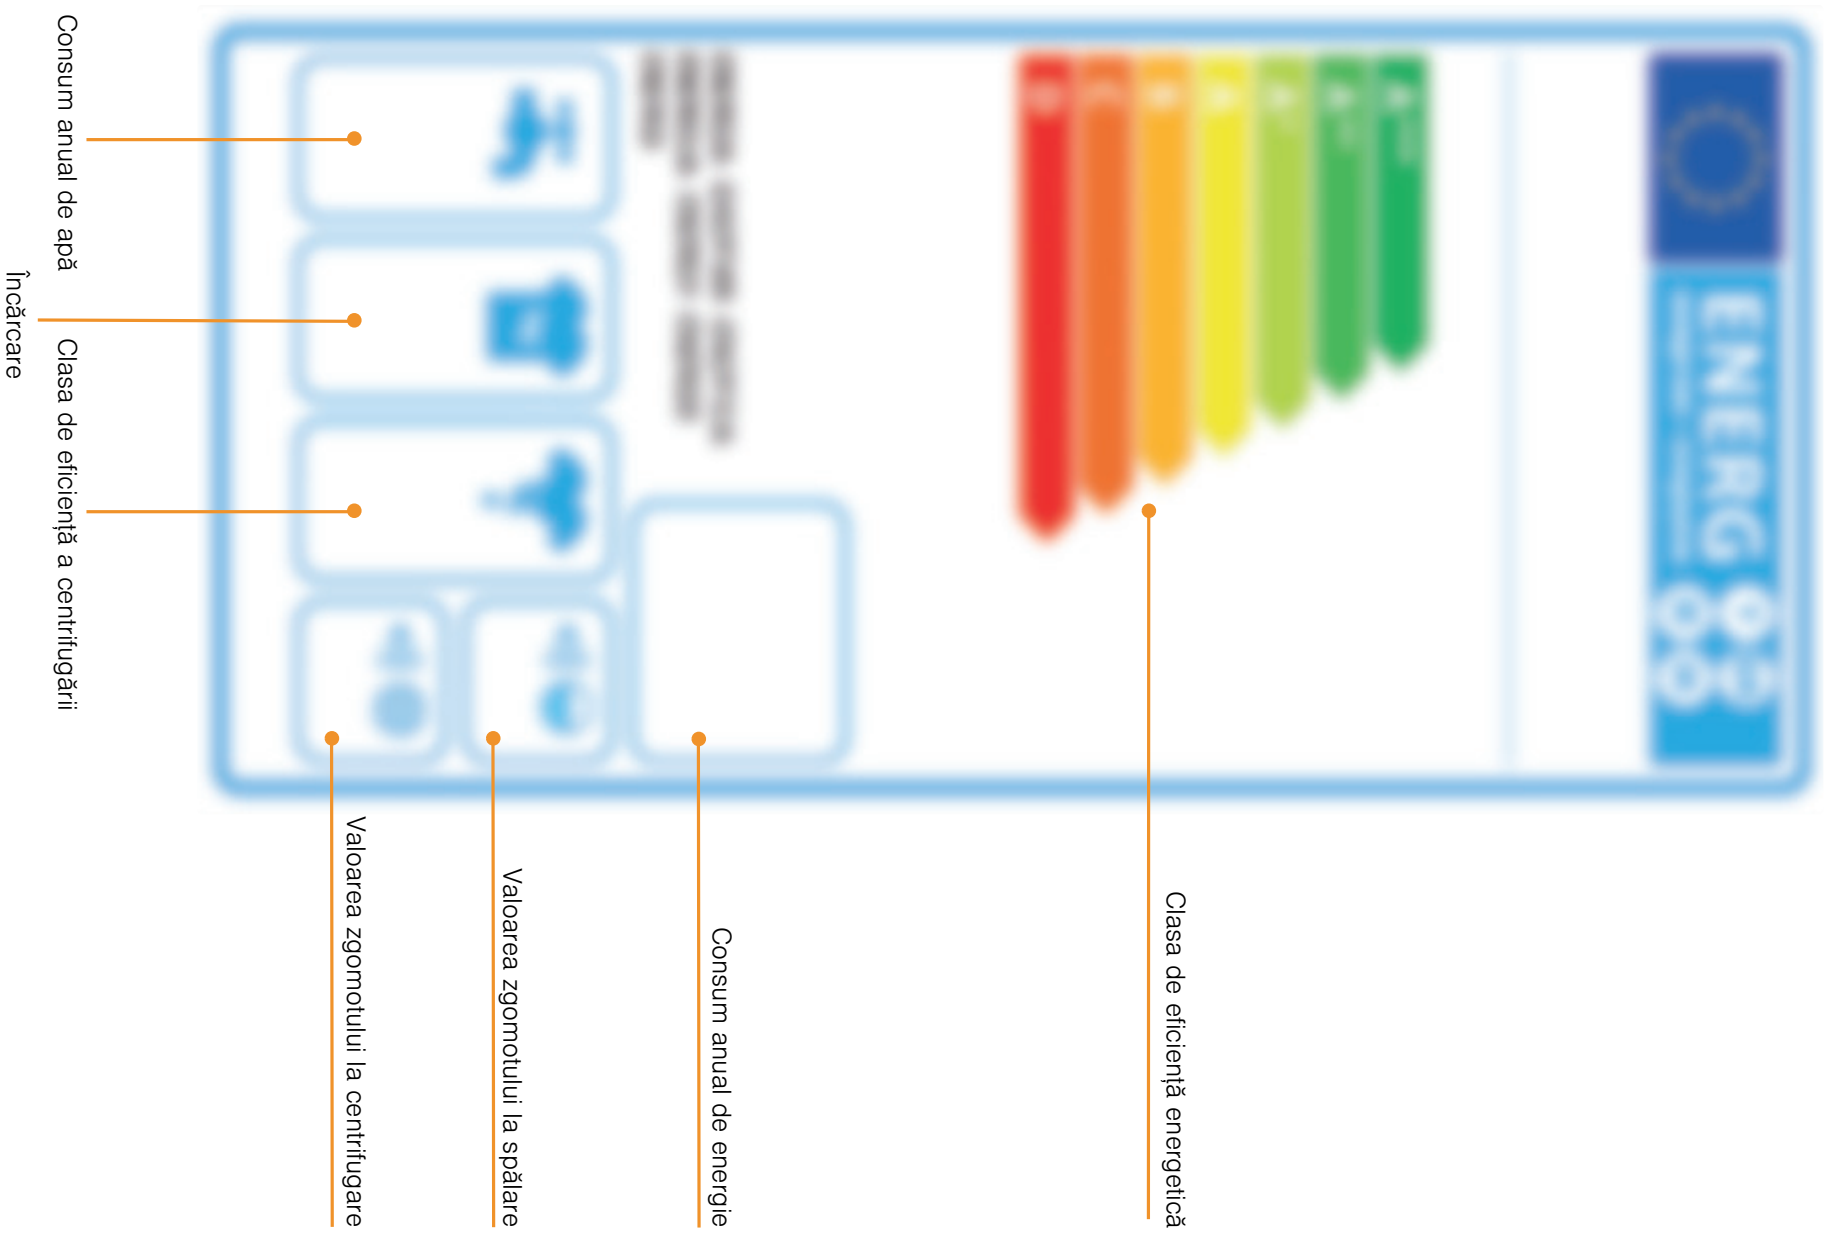 ENERG
A
A
A
A
B
C
D
Clasa de eficiență energetică
Consum anual de energie
Valoarea zgomotului la spălare
Valoarea zgomotului la centrifugare
Consum anual de apă
Încărcare
Clasa de eficiență a centrifugării